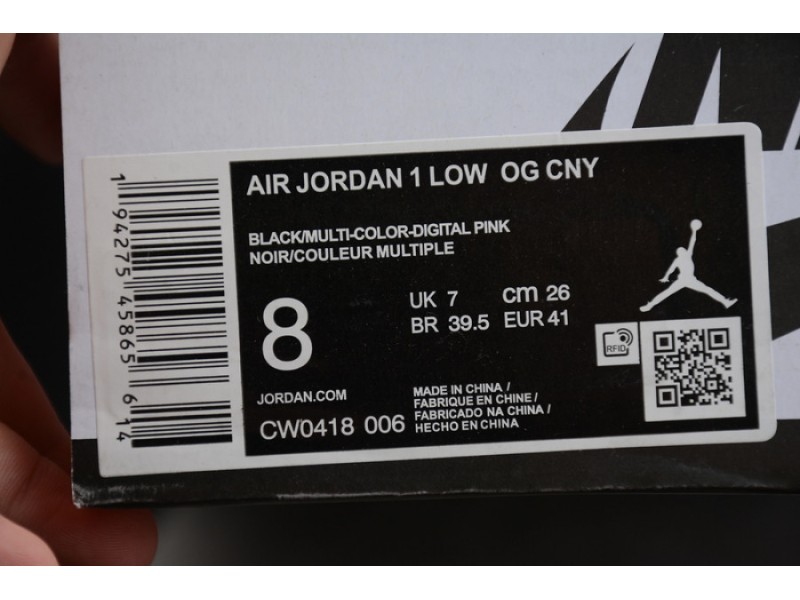 AIR JORDAN 1 LOW OG CNY
BLACK/MULTI-COLOR-DIGITAL PINK
NOIR/COULEUR MULTIPLE
8
UK 7 cm 26
BR 39.5 EUR 41
RFID
JORDAN.COM
CW0418 006
MADE IN CHINA /
FABRIQUE EN CHINE /
FABRICADO NA CHINA /
HECHO EN CHINA
1 94275 45865 6 14